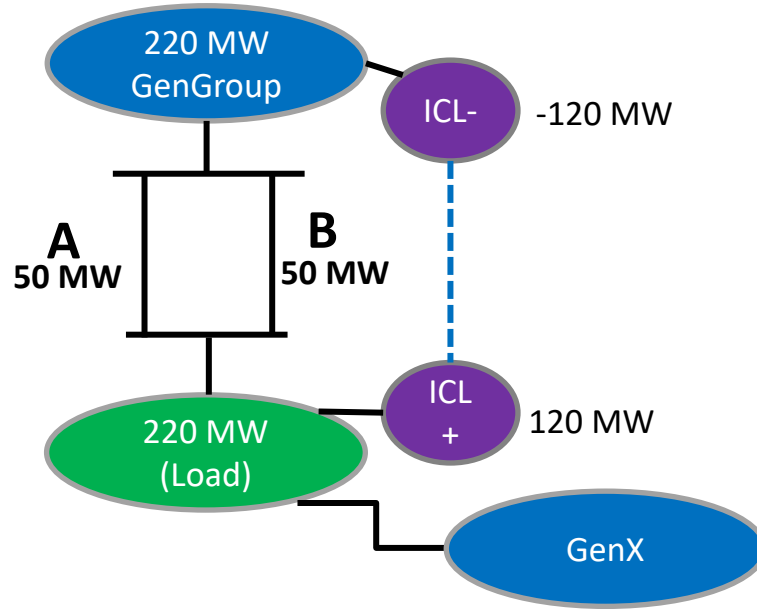 220 MW
GenGroup
ICL-
-120 MW
A
50 MW
B
50 MW
ICL
+
120 MW
220 MW
(Load)
GenX